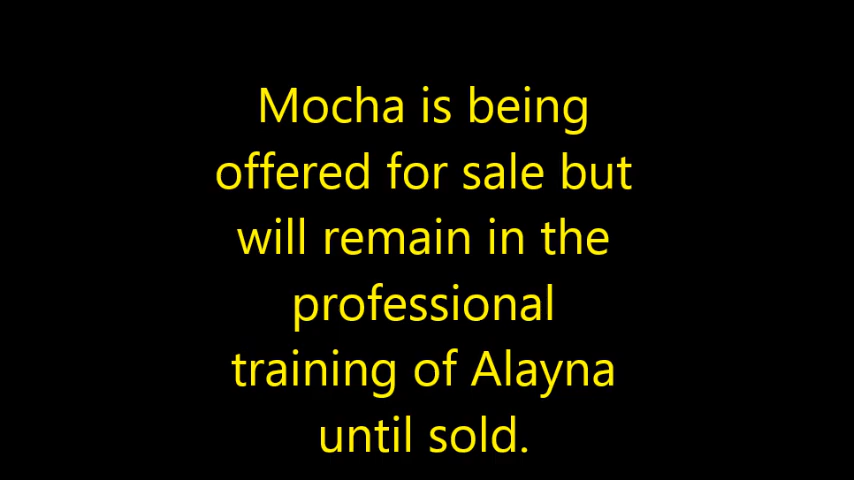 Mocha is being
offered for sale but
will remain in the
professional
training of Alayna
until sold.